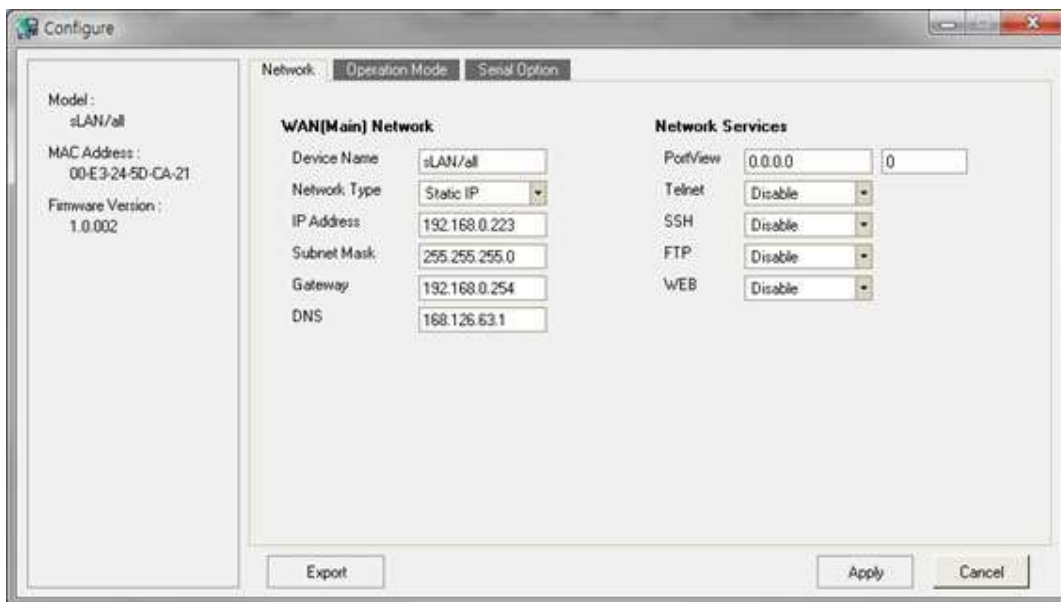 Configure
Model :
sLAN/all
MAC Address :
00-E3-24-5D-CA-21
Firmware Version :
1.0.002
Network
Operation Mode
Serial Option
WAN(Main) Network
Device Name sLAN/all
Network Type Static IP
IP Address 192.168.0.223
Subnet Mask 255.255.255.0
Gateway 192.168.0.254
DNS 168.126.63.1
Network Services
PortView 0.0.0.0 0
Telnet Disable
SSH Disable
FTP Disable
WEB Disable
Export
Apply
Cancel